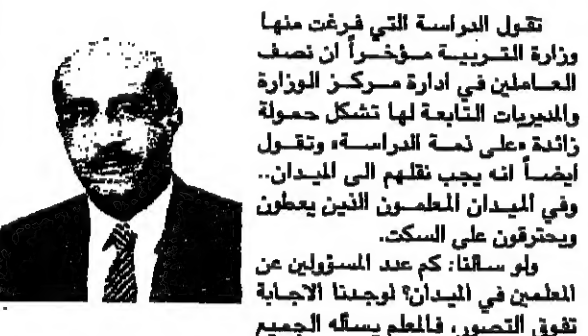 تقول الدراسة التي فرغت منها
وزارة التربية مؤخراً ان نصف
العاملين في ادارة مركز الوزارة
والمديريات التابعة لها تشكل حمولة
زائدة «على ذمة الدراسة» وتقول
ايضاً انه يجب نقلهم الى الميدان..
وفي الميدان المعلمون الذين يعطون
ويحترقون على السكت.
ولو سالنا: كم عدد المسؤولين عن
المعلمين في الميدان؟ لوجدنا الاجابة
تفوق التصور. فالمعلم يسأله الجميع